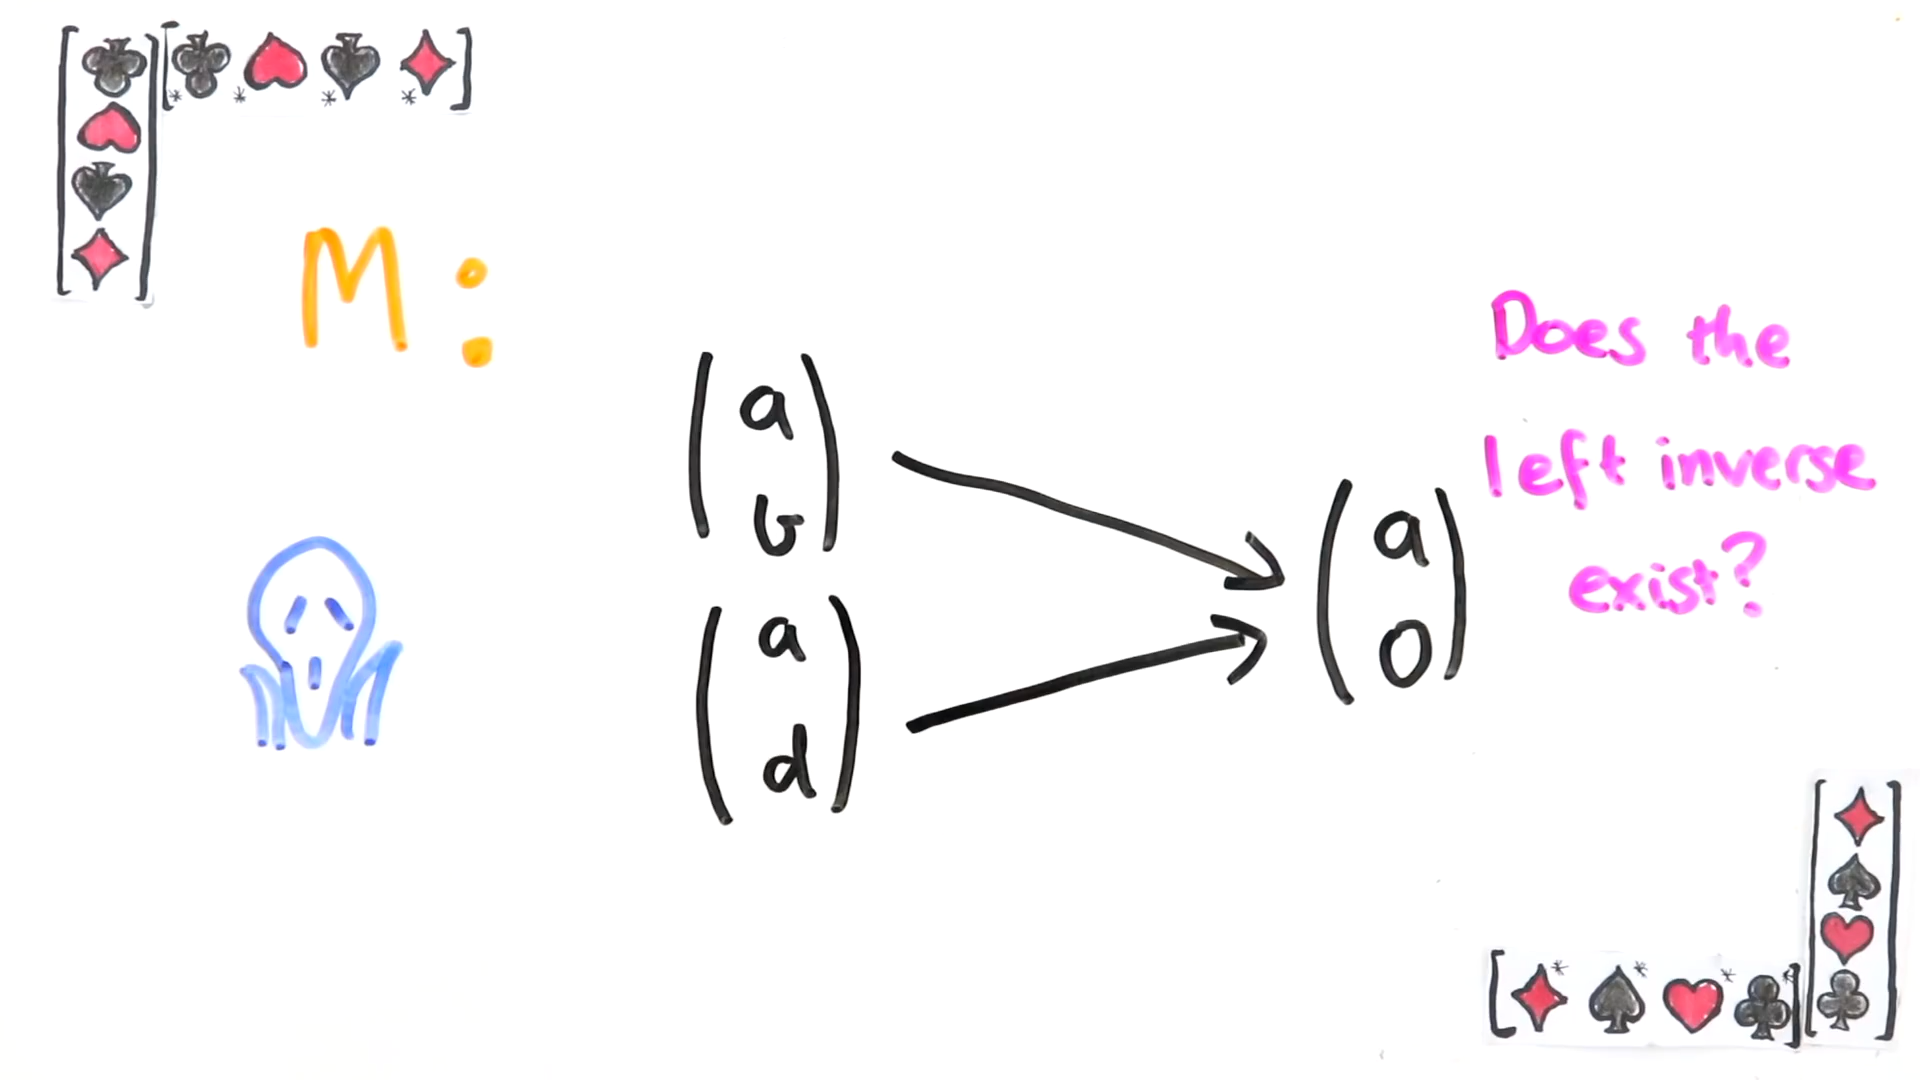 M:
(a
b)
(a
d)
(a
0)
Does the
left inverse
exist?